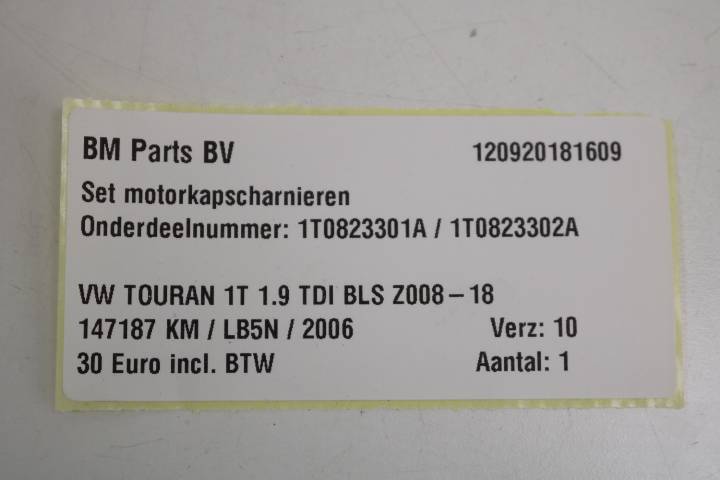 BM Parts BV 120920181609
Set motorkapscharnieren
Onderdeelnummer: 1T0823301A / 1T0823302A
VW TOURAN 1T 1.9 TDI BLS Z008-18
147187 KM / LB5N / 2006 Verz: 10
30 Euro incl. BTW Aantal: 1